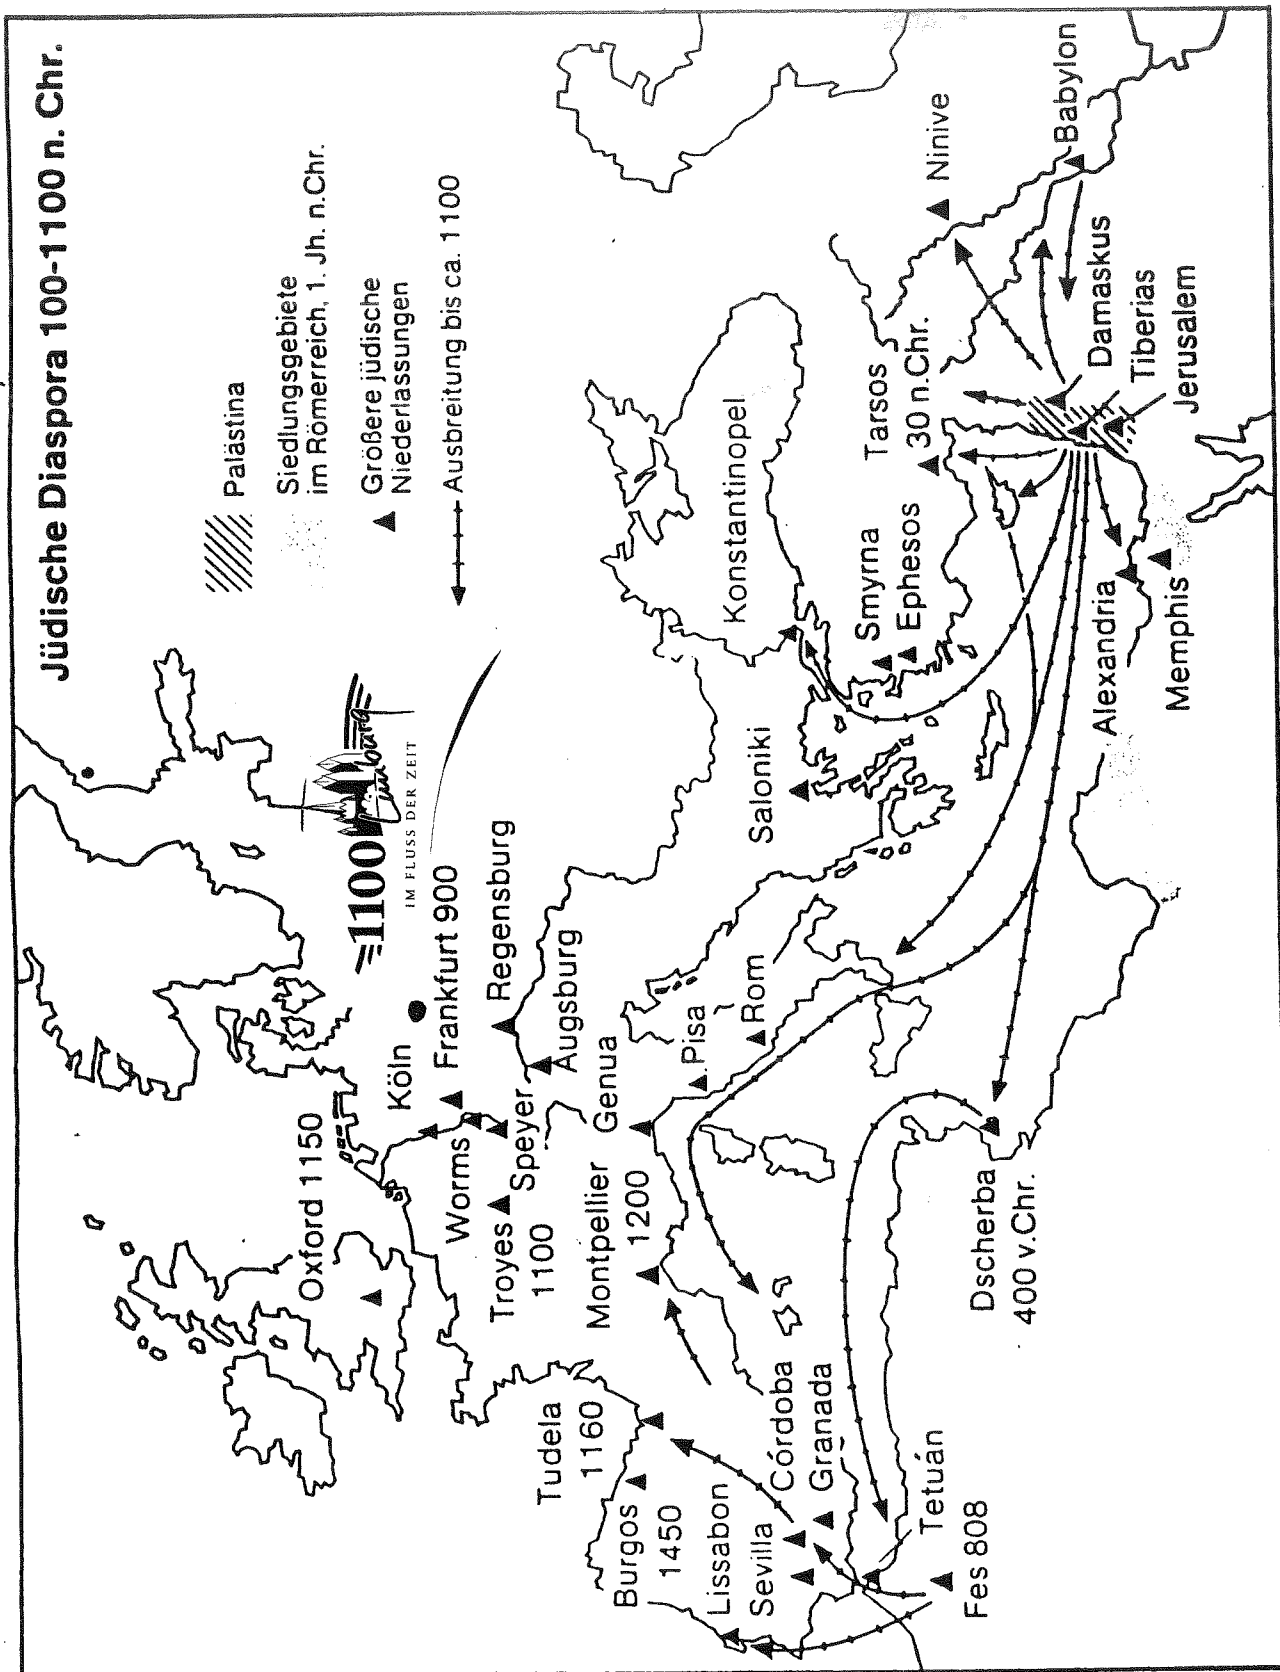 Jüdische Diaspora 100-1100 n. Chr.
Palästina
Siedlungsgebiete
im Römerreich, 1. Jh. n.Chr.
Größere jüdische
Niederlassungen
Ausbreitung bis ca. 1100
1100
Limburg
IM FLUSS DER ZEIT
Oxford 1150
Köln
Frankfurt 900
Worms
Regensburg
Speyer
Augsburg
Troyes
1100
Genua
Montpellier
1200
Pisa
Rom
Tudela
1160
Burgos
1450
Lissabon
Sevilla
Córdoba
Granada
Tetuán
Fes 808
Dscherba
400 v.Chr.
Saloniki
Konstantinopel
Smyrna
Ephesos
Tarsos
30 n.Chr.
Alexandria
Memphis
Ninive
Babylon
Damaskus
Tiberias
Jerusalem